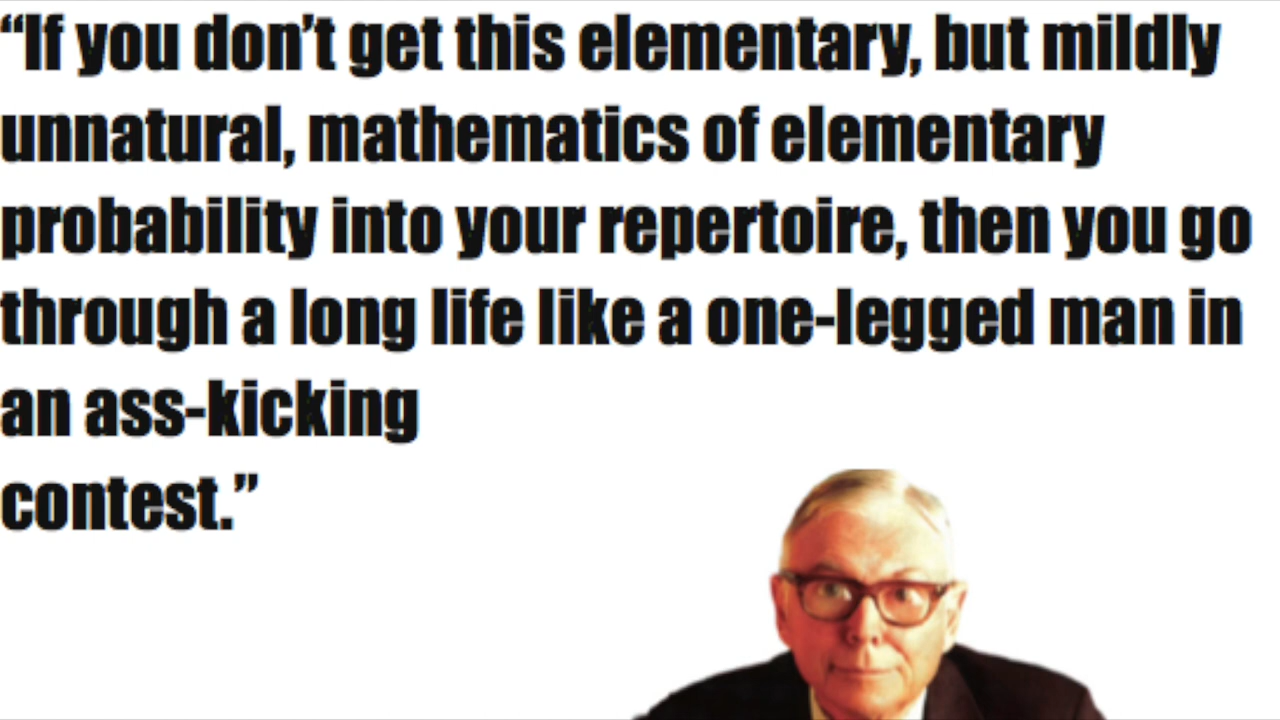 “If you don’t get this elementary, but mildly
unnatural, mathematics of elementary
probability into your repertoire, then you go
through a long life like a one-legged man in
an ass-kicking
contest.”